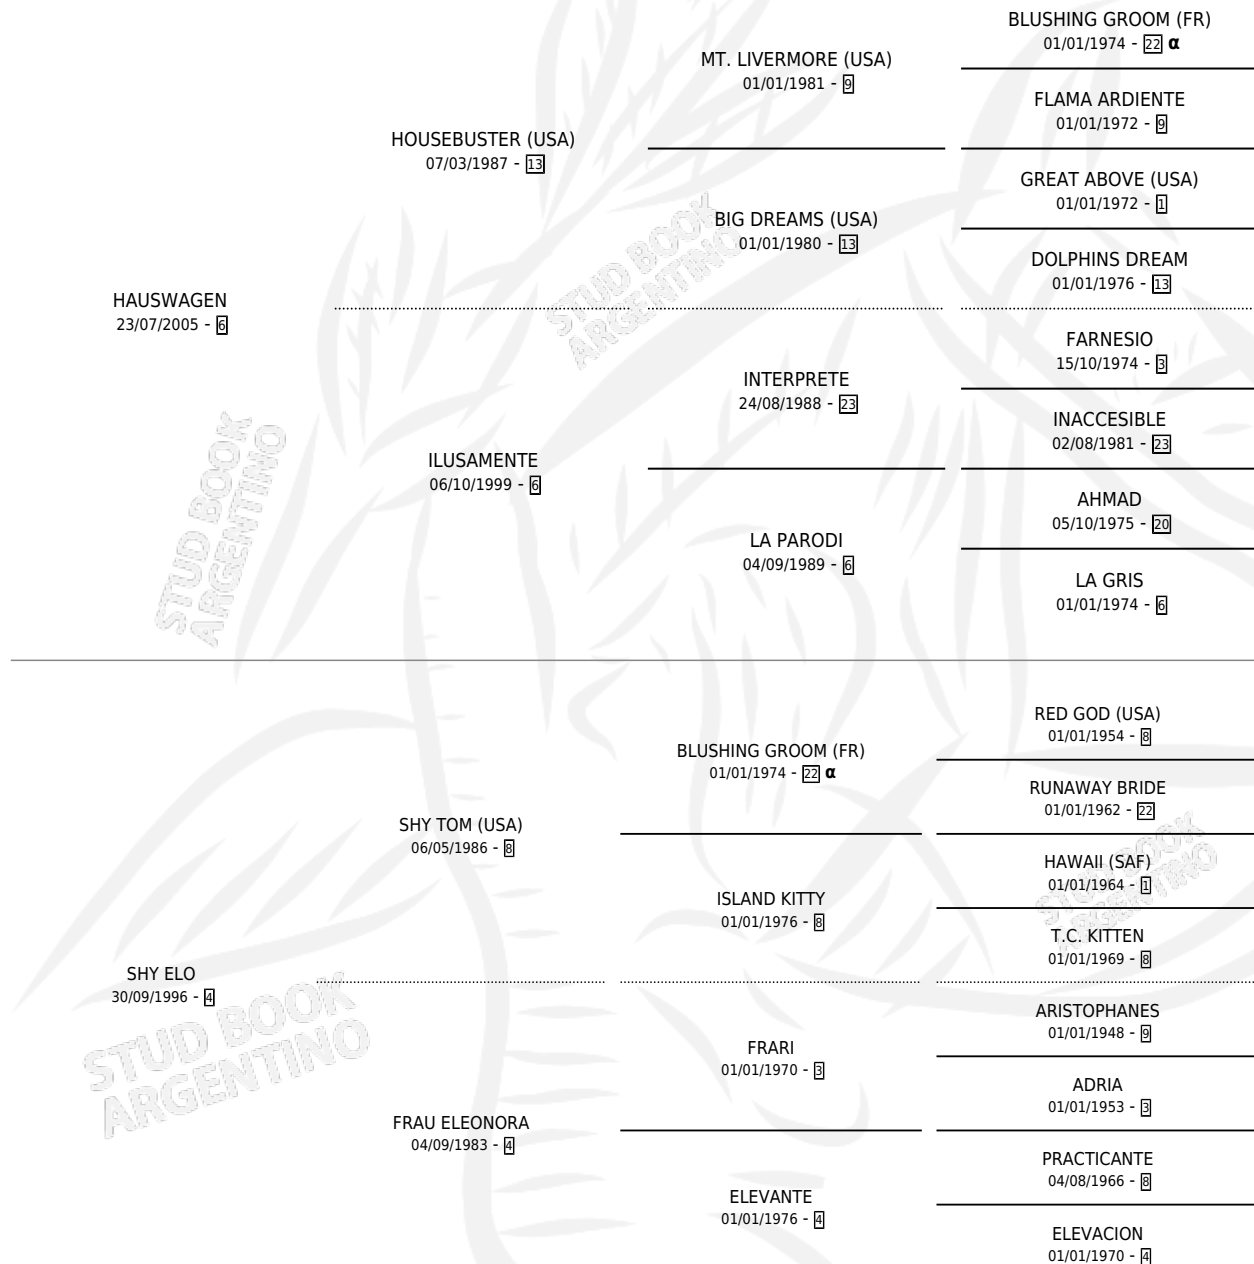 BLUSHING GROOM (FR)
01/01/1974 - 22 α
MT. LIVERMORE (USA)
01/01/1981 - 9
FLAMA ARDIENTE
01/01/1972 - 9
HOUSEBUSTER (USA)
07/03/1987 - 13
GREAT ABOVE (USA)
01/01/1972 - 1
BIG DREAMS (USA)
01/01/1980 - 13
DOLPHINS DREAM
01/01/1976 - 13
HAUSWAGEN
23/07/2005 - 6
STUD BOOK
ARGENTINO
FARNESIO
15/10/1974 - 3
INTERPRETE
24/08/1988 - 23
INACCESIBLE
02/08/1981 - 23
ILUSAMENTE
06/10/1999 - 6
AHMAD
05/10/1975 - 20
LA PARODI
04/09/1989 - 6
LA GRIS
01/01/1974 - 6
STUD BOOK
ARGENTINO
RED GOD (USA)
01/01/1954 - 8
BLUSHING GROOM (FR)
01/01/1974 - 22 α
RUNAWAY BRIDE
01/01/1962 - 22
SHY TOM (USA)
06/05/1986 - 8
HAWAII (SAF)
01/01/1964 - 1
STUD BOOK
ARGENTINO
ISLAND KITTY
01/01/1976 - 8
T.C. KITTEN
01/01/1969 - 8
SHY ELO
30/09/1996 - 4
STUD BOOK
ARGENTINO
ARISTOPHANES
01/01/1948 - 9
FRARI
01/01/1970 - 3
ADRIA
01/01/1953 - 3
FRAU ELEONORA
04/09/1983 - 4
PRACTICANTE
04/08/1966 - 8
ELEVANTE
01/01/1976 - 4
ELEVACION
01/01/1970 - 4